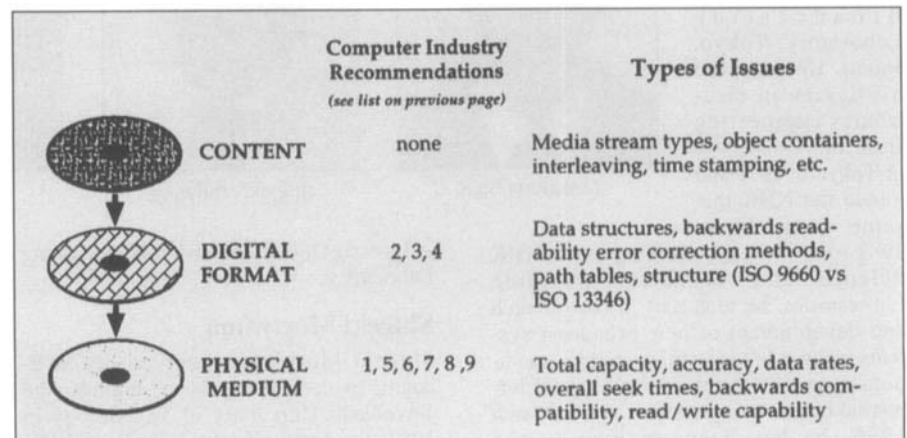 Computer Industry
Recommendations
(see list on previous page)
Types of Issues
CONTENT
none
Media stream types, object containers,
interleaving, time stamping, etc.
DIGITAL
FORMAT
2, 3, 4
Data structures, backwards read-
ability error correction methods,
path tables, structure (ISO 9660 vs
ISO 13346)
PHYSICAL
MEDIUM
1, 5, 6, 7, 8 ,9
Total capacity, accuracy, data rates,
overall seek times, backwards com-
patibility, read/write capability